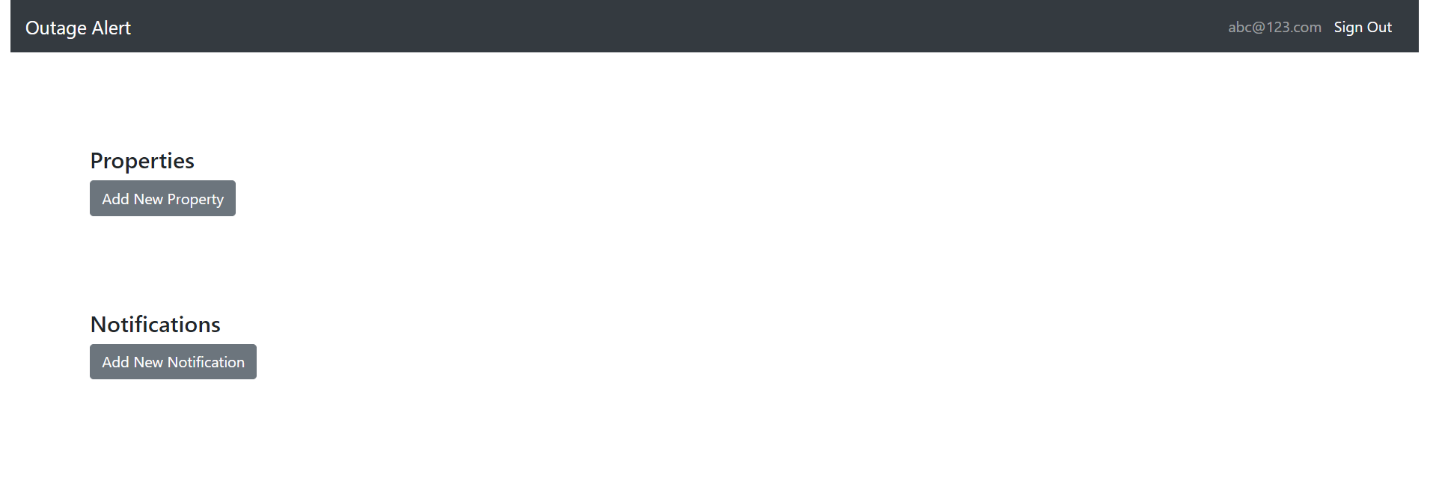 Outage Alert
abc@123.com Sign Out
Properties
Add New Property
Notifications
Add New Notification